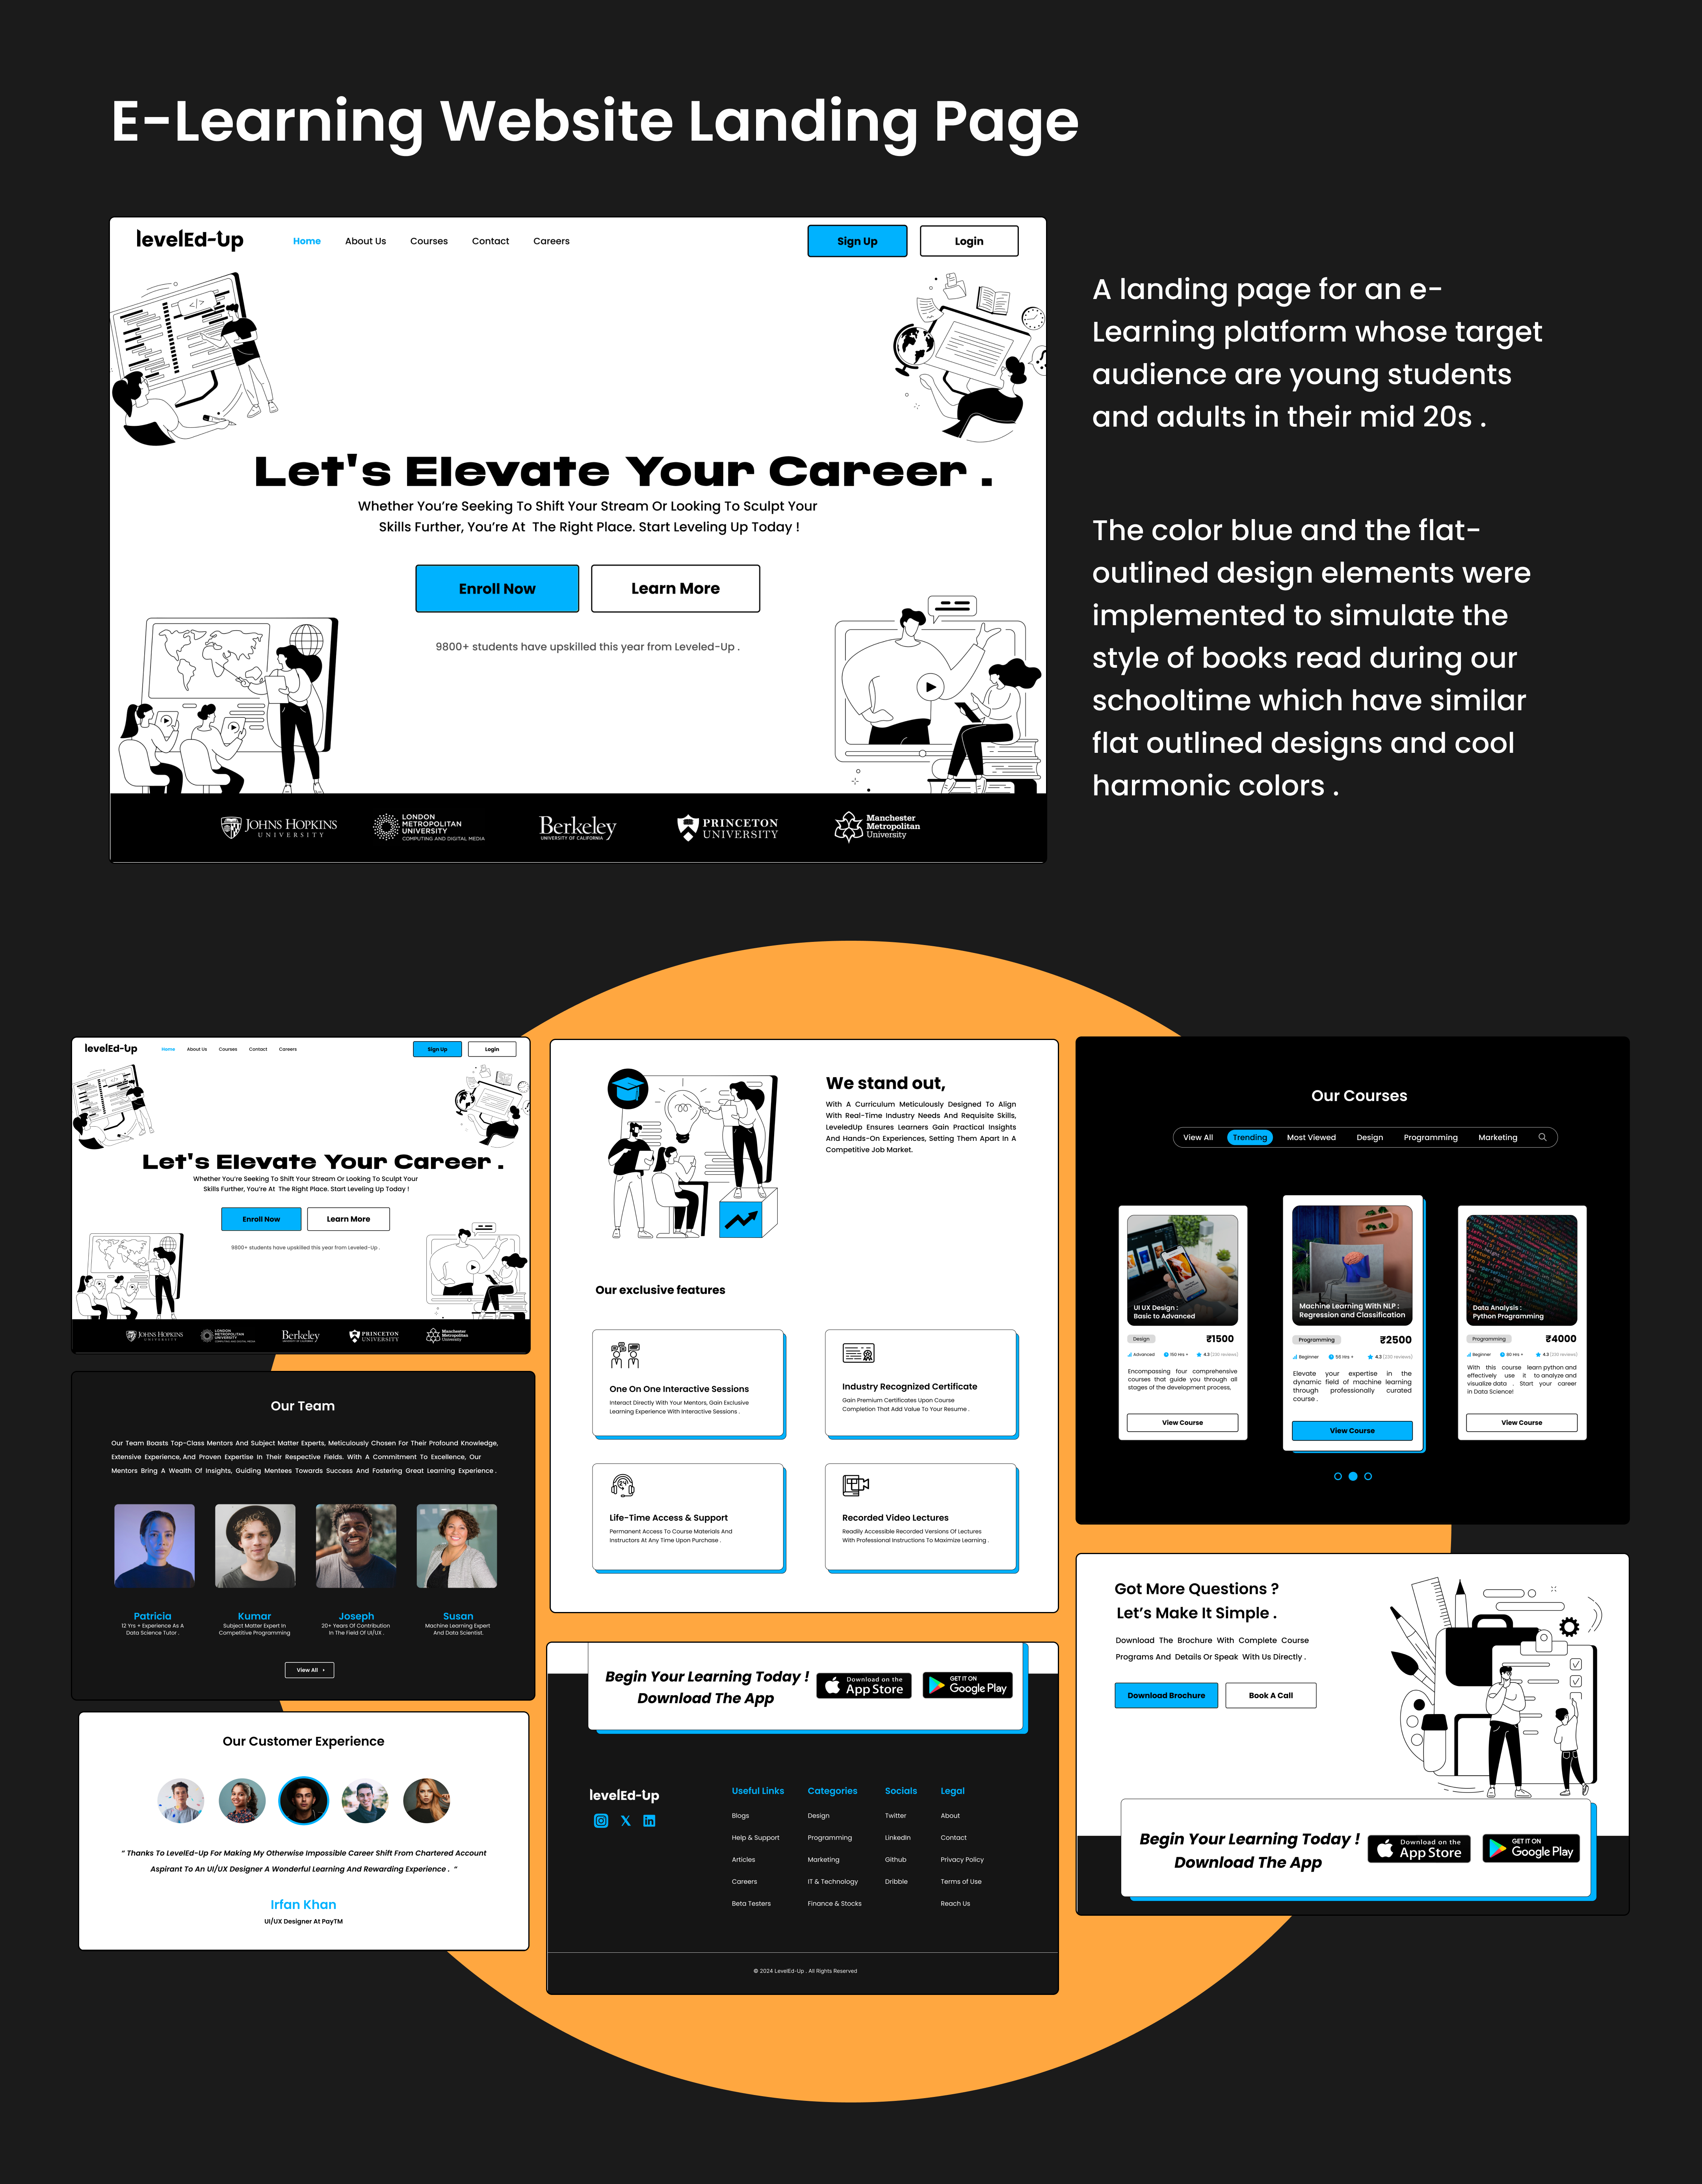 E-Learning Website Landing Page
levelEd-Up
Home
About Us
Courses
Contact
Careers
Sign Up
Login
</>
Let's Elevate Your Career .
Whether You’re Seeking To Shift Your Stream Or Looking To Sculpt Your
Skills Further, You’re At The Right Place. Start Leveling Up Today !
Enroll Now
Learn More
9800+ students have upskilled this year from Leveled-Up .
JOHNS HOPKINS
UNIVERSITY
LONDON
METROPOLITAN
UNIVERSITY
COMPUTING AND DIGITAL MEDIA
Berkeley
UNIVERSITY OF CALIFORNIA
PRINCETON
UNIVERSITY
Manchester
Metropolitan
University
A landing page for an e-
Learning platform whose target
audience are young students
and adults in their mid 20s .
The color blue and the flat-
outlined design elements were
implemented to simulate the
style of books read during our
schooltime which have similar
flat outlined designs and cool
harmonic colors .
levelEd-Up
Home
About Us
Courses
Contact
Careers
Sign Up
Login
Let's Elevate Your Career .
Whether You’re Seeking To Shift Your Stream Or Looking To Sculpt Your
Skills Further, You’re At The Right Place. Start Leveling Up Today !
Enroll Now
Learn More
9800+ students have upskilled this year from Leveled-Up .
JOHNS HOPKINS
UNIVERSITY
LONDON
METROPOLITAN
UNIVERSITY
COMPUTING AND DIGITAL MEDIA
Berkeley
UNIVERSITY OF CALIFORNIA
PRINCETON
UNIVERSITY
Manchester
Metropolitan
University
Our Team
Our Team Boasts Top-Class Mentors And Subject Matter Experts, Meticulously Chosen For Their Profound Knowledge,
Extensive Experience, And Proven Expertise In Their Respective Fields. With A Commitment To Excellence, Our
Mentors Bring A Wealth Of Insights, Guiding Mentees Towards Success And Fostering Great Learning Experience .
Patricia
12 Yrs + Experience As A
Data Science Tutor .
Kumar
Subject Matter Expert In
Competitive Programming
Joseph
20+ Years Of Contribution
In The Field Of UI/UX .
Susan
Machine Learning Expert
And Data Scientist.
View All
Our Customer Experience
“ Thanks To LevelEd-Up For Making My Otherwise Impossible Career Shift From Chartered Account
Aspirant To An UI/UX Designer A Wonderful Learning And Rewarding Experience . “
Irfan Khan
UI/UX Designer At PayTM
We stand out,
With A Curriculum Meticulously Designed To Align
With Real-Time Industry Needs And Requisite Skills,
LeveledUp Ensures Learners Gain Practical Insights
And Hands-On Experiences, Setting Them Apart In A
Competitive Job Market.
Our exclusive features
One On One Interactive Sessions
Interact Directly With Your Mentors, Gain Exclusive
Learning Experience With Interactive Sessions .
Industry Recognized Certificate
Gain Premium Certificates Upon Course
Completion That Add Value To Your Resume .
Life-Time Access & Support
Permanent Access To Course Materials And
Instructors At Any Time Upon Purchase .
Recorded Video Lectures
Readily Accessible Recorded Versions Of Lectures
With Professional Instructions To Maximize Learning .
Begin Your Learning Today !
Download The App
Download on the
App Store
GET IT ON
Google Play
levelEd-Up
Useful Links
Blogs
Help & Support
Articles
Careers
Beta Testers
Categories
Design
Programming
Marketing
IT & Technology
Finance & Stocks
Socials
Twitter
LinkedIn
Github
Dribble
Legal
About
Contact
Privacy Policy
Terms of Use
Reach Us
© 2024 LevelEd-Up . All Rights Reserved
Our Courses
View All
Trending
Most Viewed
Design
Programming
Marketing
UI UX Design :
Basic to Advanced
Design
₹1500
Advanced
160 Hrs +
4.3 (230 reviews)
Encompassing four comprehensive
courses that guide you through all
stages of the development process,
View Course
Machine Learning With NLP :
Regression and Classification
Programming
₹2500
Beginner
56 Hrs +
4.3 (230 reviews)
Elevate your expertise in the
dynamic field of machine learning
through professionally curated
course .
View Course
Data Analysis :
Python Programming
Programming
₹4000
Beginner
80 Hrs +
4.3 (230 reviews)
With this course learn python and
effectively use it to analyze and
visualize data . Start your career
in Data Science!
View Course
Got More Questions ?
Let’s Make It Simple .
Download The Brochure With Complete Course
Programs And Details Or Speak With Us Directly .
Download Brochure
Book A Call
Begin Your Learning Today !
Download The App
Download on the
App Store
GET IT ON
Google Play